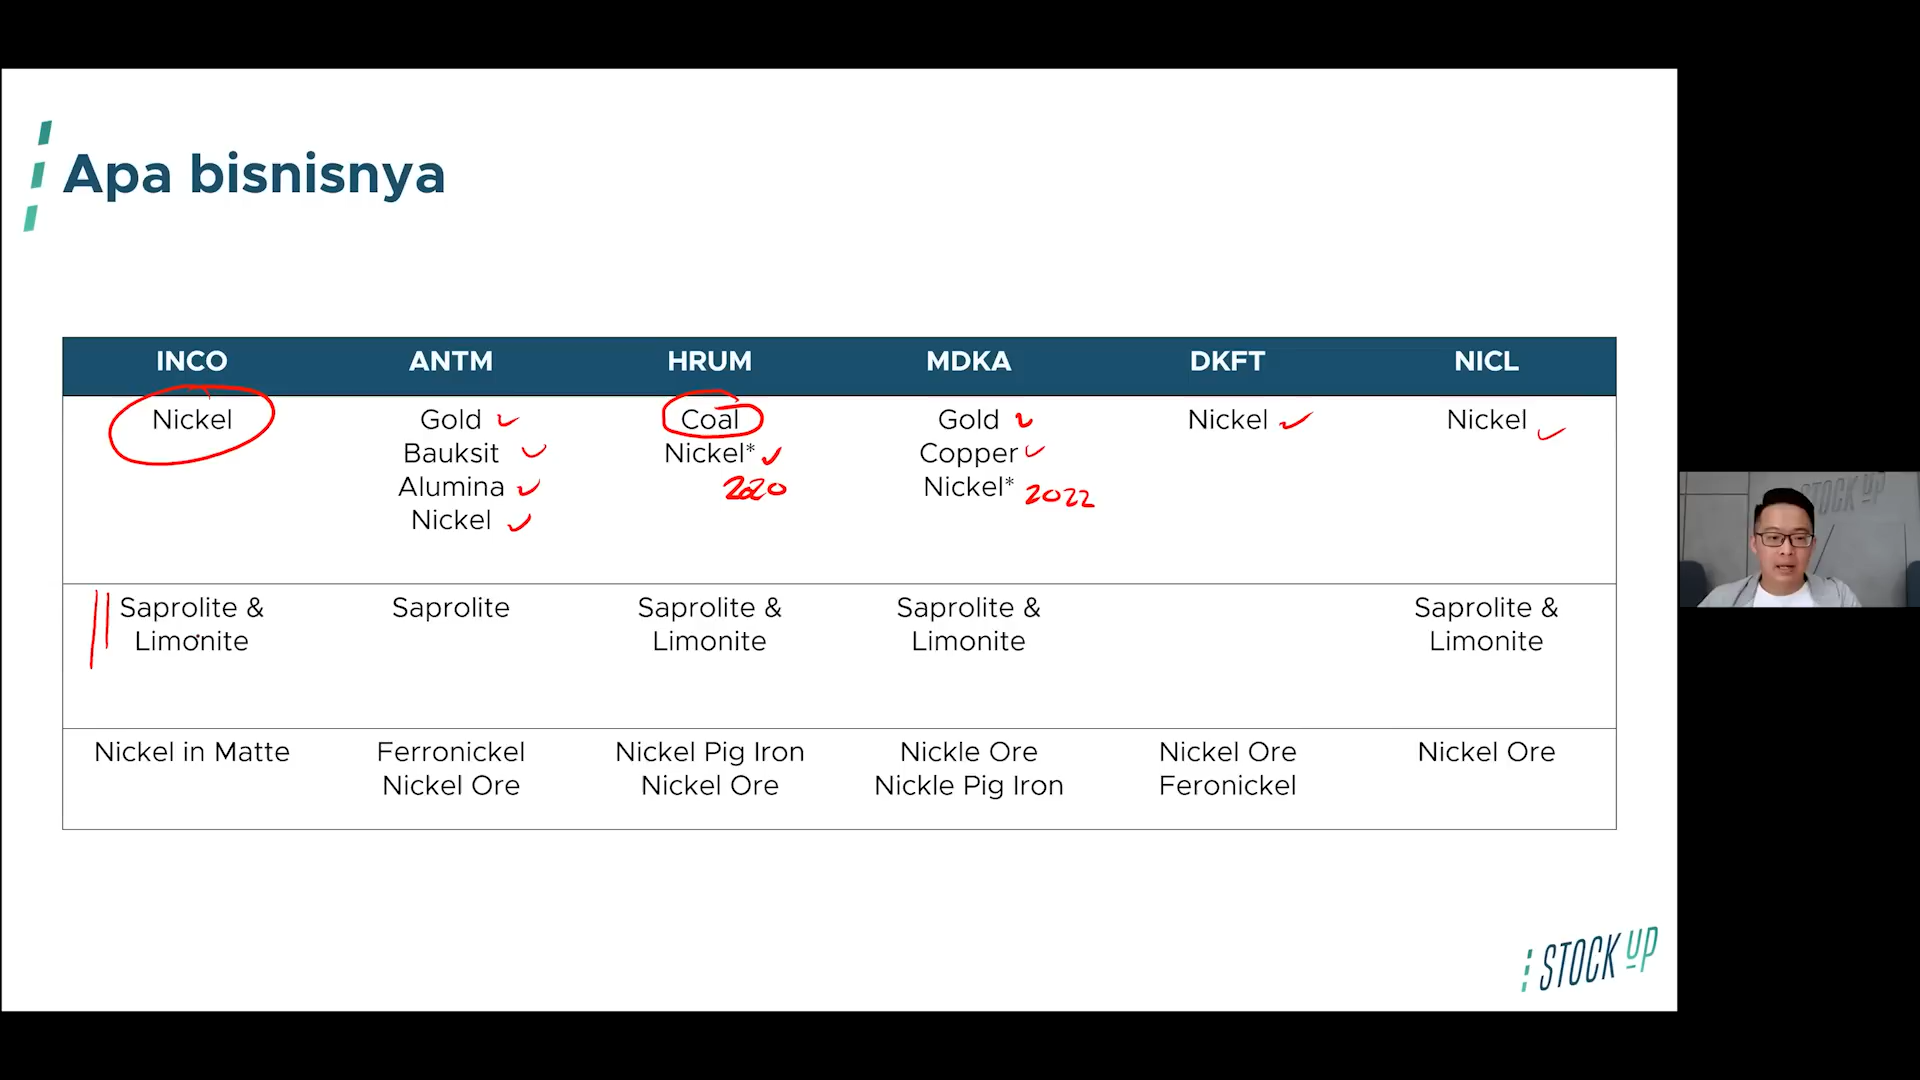 Apa bisnisnya
INCO ANTM HRUM MDKA DKFT NICL
Nickel Gold Coal Gold Nickel Nickel
Bauksit Nickel* Copper
Alumina 2020 Nickel* 2022
Nickel
Saprolite & Saprolite Saprolite & Saprolite & Saprolite &
Limonite Limonite Limonite Limonite
Nickel in Matte Ferronickel Nickel Pig Iron Nickle Ore Nickel Ore Nickel Ore
Nickel Ore Nickel Ore Nickle Pig Iron Feronickel
STOCK UP
STOCK UP